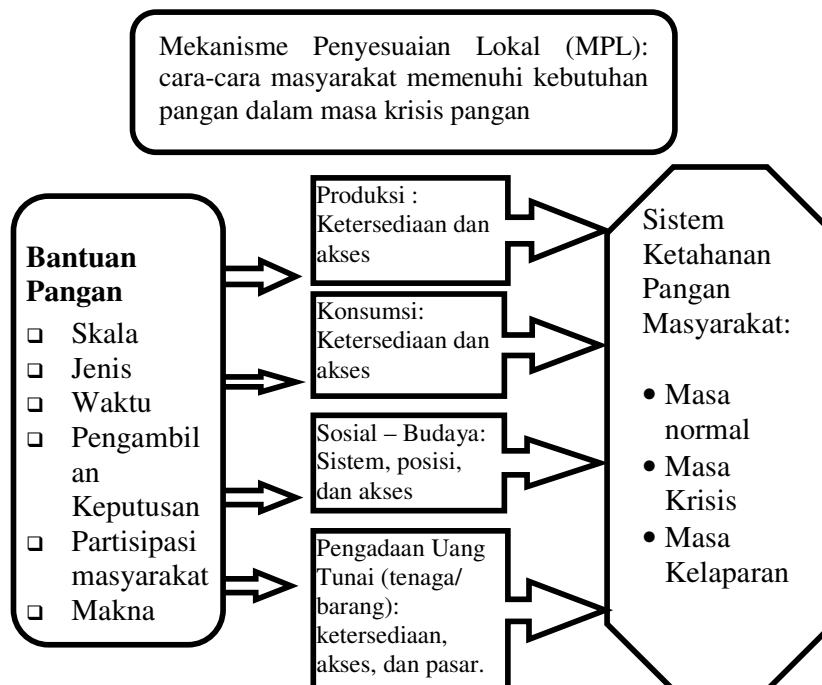 Mekanisme Penyesuaian Lokal (MPL):
cara-cara masyarakat memenuhi kebutuhan
pangan dalam masa krisis pangan
Bantuan
Pangan
❑ Skala
❑ Jenis
❑ Waktu
❑ Pengambil
an
Keputusan
❑ Partisipasi
masyarakat
❑ Makna
Produksi :
Ketersediaan dan
akses
Konsumsi:
Ketersediaan dan
akses
Sosial – Budaya:
Sistem, posisi,
dan akses
Pengadaan Uang
Tunai (tenaga/
barang):
ketersediaan,
akses, dan pasar.
Sistem
Ketahanan
Pangan
Masyarakat:
• Masa
normal
• Masa
Krisis
• Masa
Kelaparan